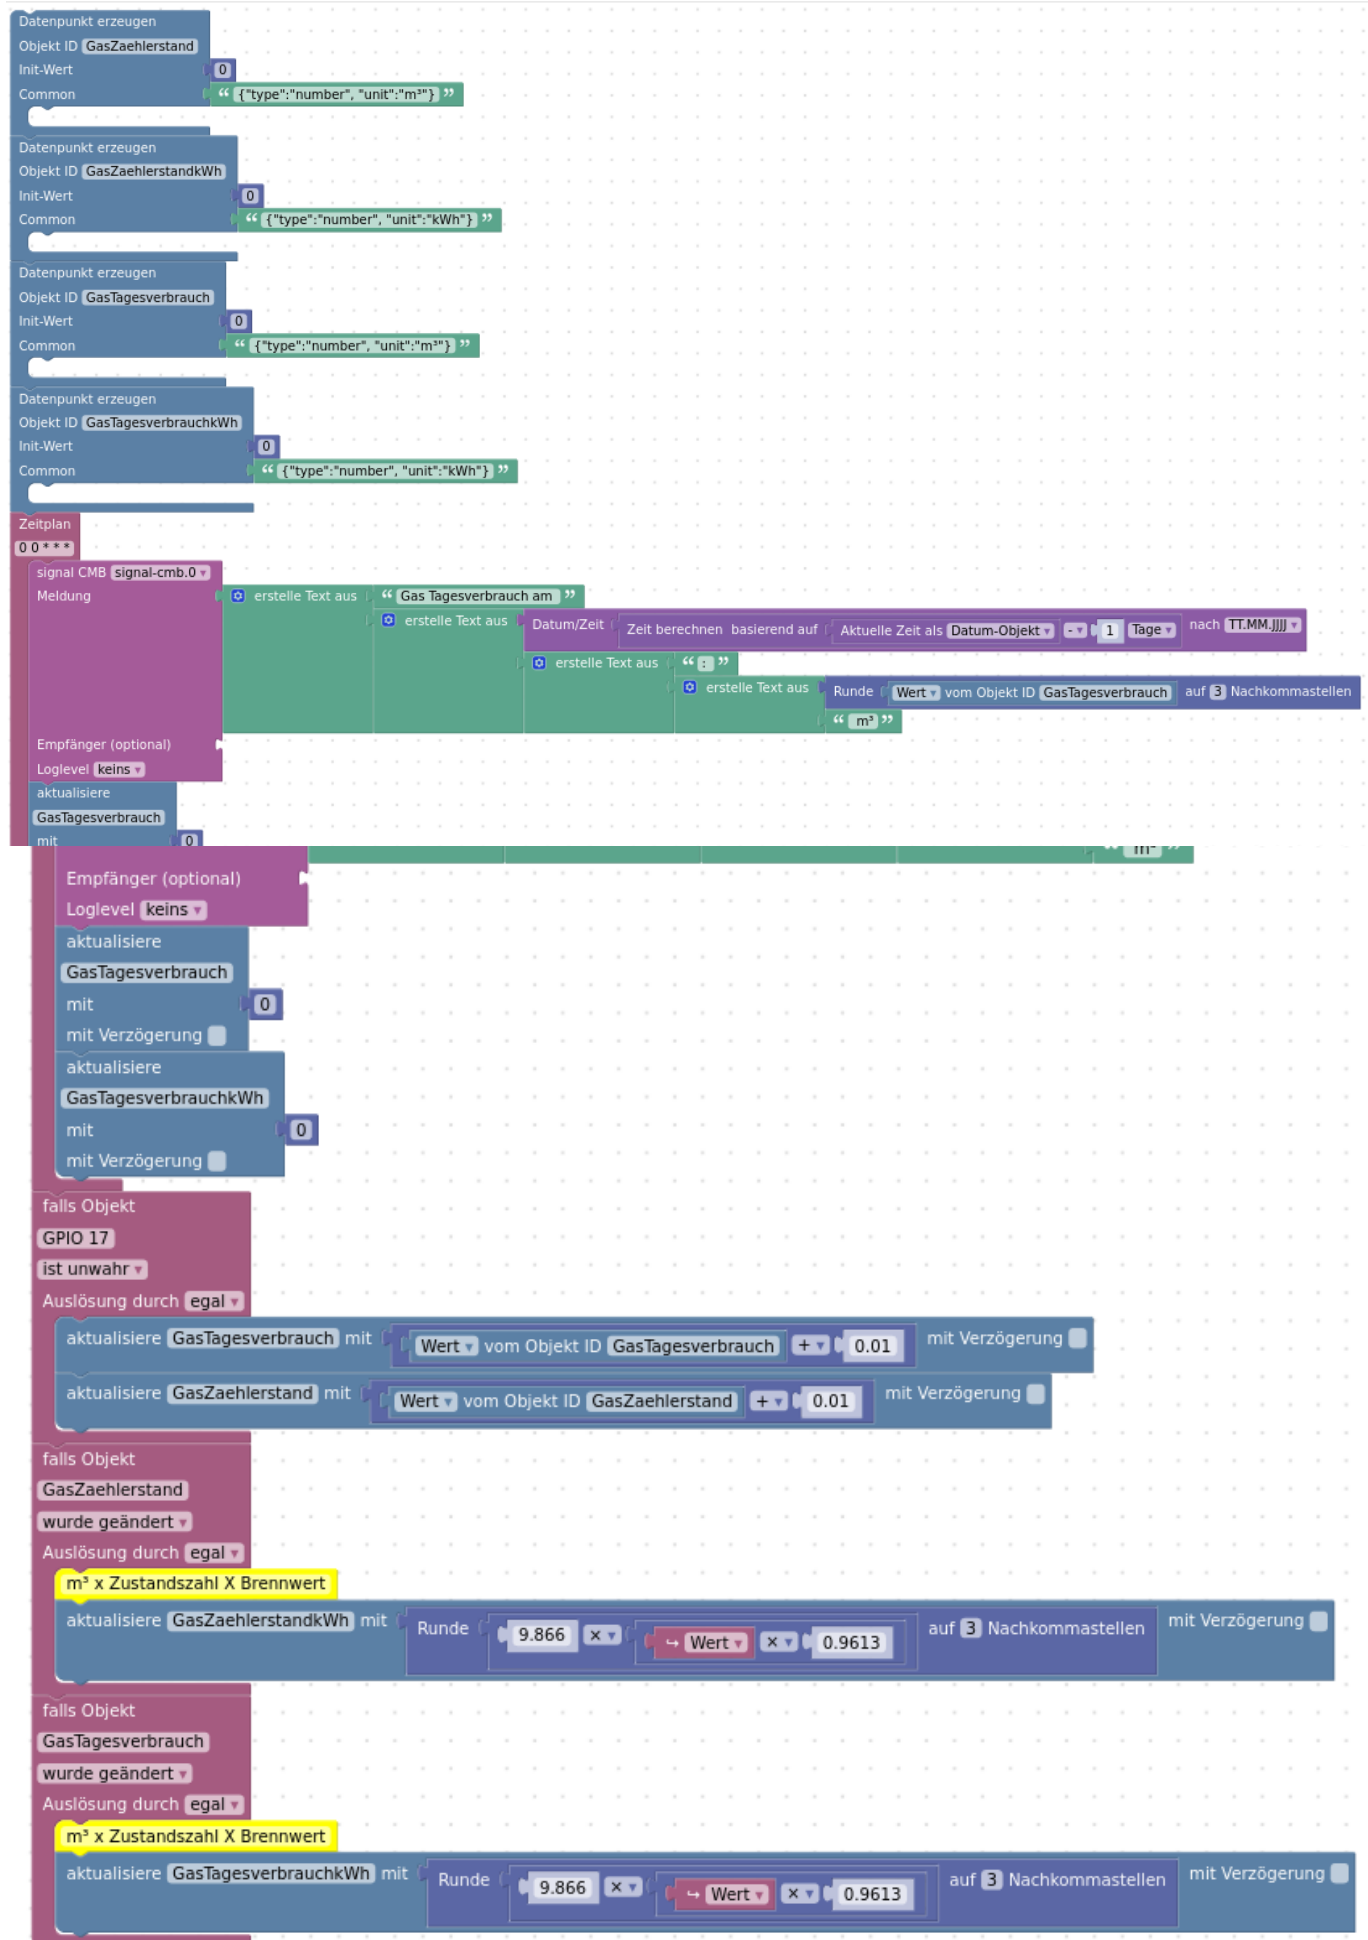 Datenpunkt erzeugen
Objekt ID GasZaehlerstand
Init-Wert 0
Common “ {"type":"number", "unit":"m³"} ”
Datenpunkt erzeugen
Objekt ID GasZaehlerstandkWh
Init-Wert 0
Common “ {"type":"number", "unit":"kWh"} ”
Datenpunkt erzeugen
Objekt ID GasTagesverbrauch
Init-Wert 0
Common “ {"type":"number", "unit":"m³"} ”
Datenpunkt erzeugen
Objekt ID GasTagesverbrauchkWh
Init-Wert 0
Common “ {"type":"number", "unit":"kWh"} ”
Zeitplan
0 0 * * *
signal CMB signal-cmb.0
Meldung erstelle Text aus “ Gas Tagesverbrauch am ”
erstelle Text aus Datum/Zeit Zeit berechnen basierend auf Aktuelle Zeit als Datum-Objekt - 1 Tage nach TT.MM.JJJJ
erstelle Text aus “ : ”
erstelle Text aus Runde Wert vom Objekt ID GasTagesverbrauch auf 3 Nachkommastellen
“ m³ ”
Empfänger (optional)
Loglevel keins
aktualisiere
GasTagesverbrauch
mit 0
“ m³ ”
Empfänger (optional)
Loglevel keins
aktualisiere
GasTagesverbrauch
mit 0
mit Verzögerung
aktualisiere
GasTagesverbrauchkWh
mit 0
mit Verzögerung
falls Objekt
GPIO 17
ist unwahr
Auslösung durch egal
aktualisiere GasTagesverbrauch mit Wert vom Objekt ID GasTagesverbrauch + 0.01 mit Verzögerung
aktualisiere GasZaehlerstand mit Wert vom Objekt ID GasZaehlerstand + 0.01 mit Verzögerung
falls Objekt
GasZaehlerstand
wurde geändert
Auslösung durch egal
m³ x Zustandszahl X Brennwert
aktualisiere GasZaehlerstandkWh mit Runde 9.866 × Wert × 0.9613 auf 3 Nachkommastellen mit Verzögerung
falls Objekt
GasTagesverbrauch
wurde geändert
Auslösung durch egal
m³ x Zustandszahl X Brennwert
aktualisiere GasTagesverbrauchkWh mit Runde 9.866 × Wert × 0.9613 auf 3 Nachkommastellen mit Verzögerung